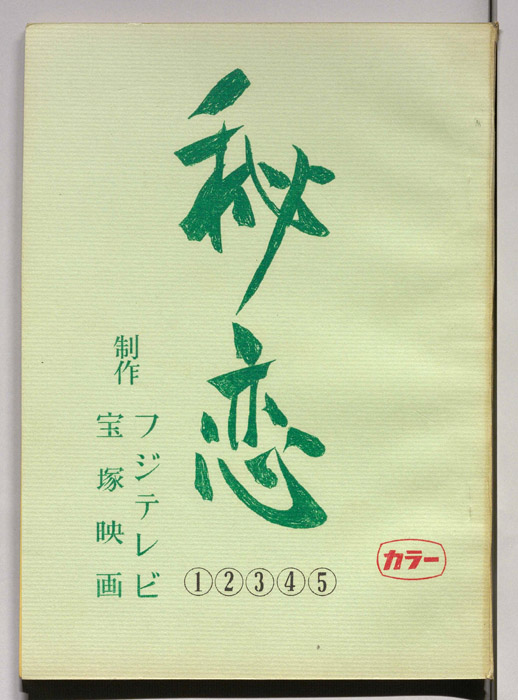 秘恋
制作
フジテレビ
宝塚映画
①②③④⑤
カラー